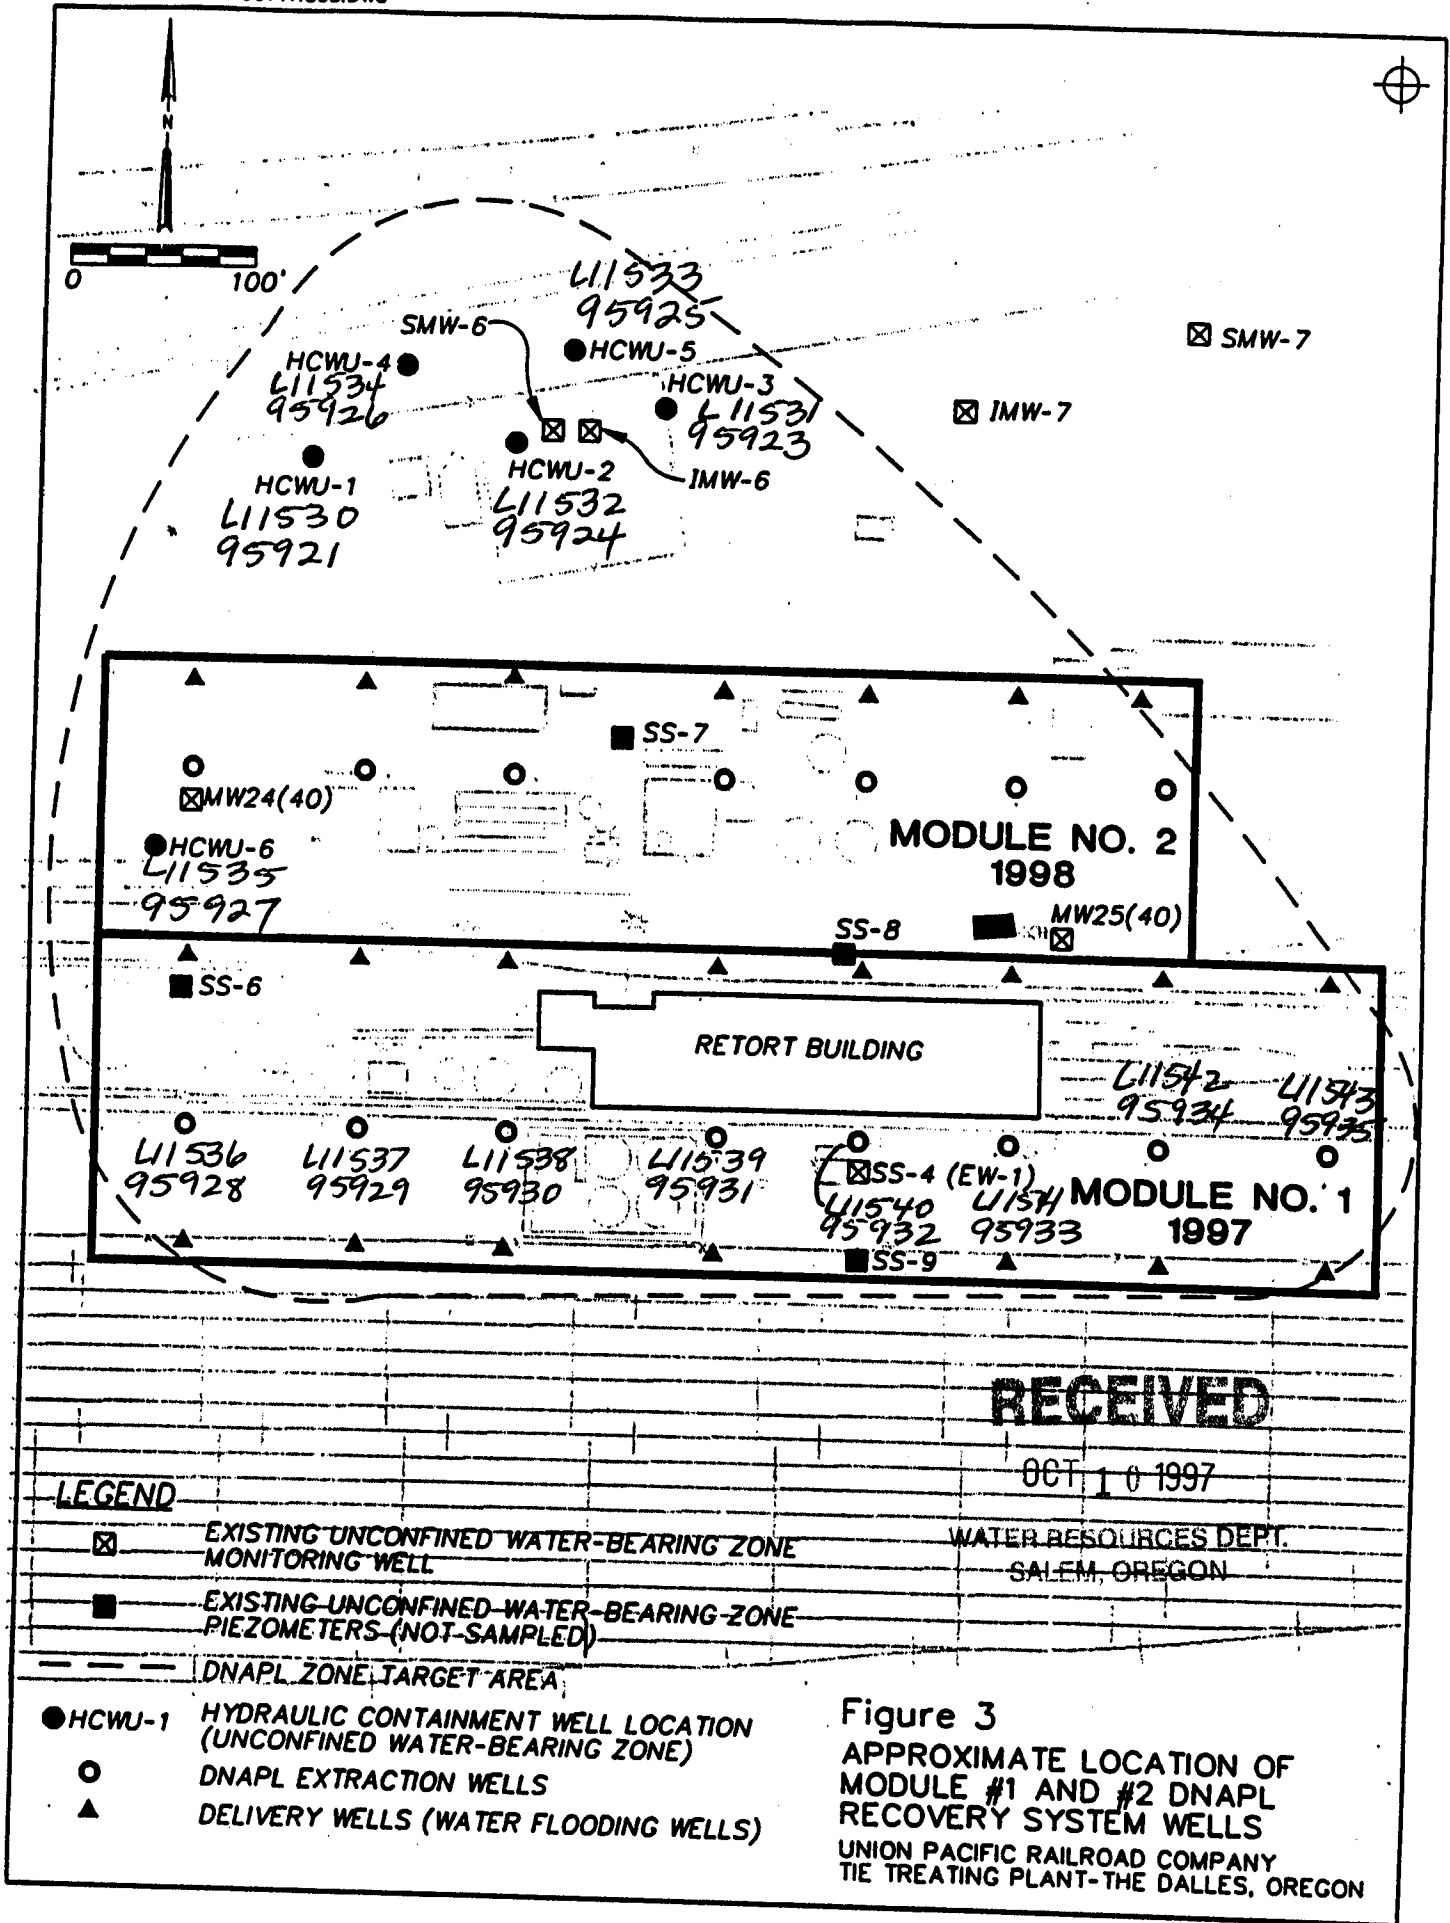 N
0 100'
L11533
95925
SMW-6
HCWU-5
SMW-7
HCWU-4
L11534
95926
HCWU-3
L11531
95923
IMW-7
HCWU-1
L11530
95921
HCWU-2
L11532
95924
IMW-6
SS-7
MW24(40)
HCWU-6
L11535
95927
MODULE NO. 2
1998
MW25(40)
SS-8
SS-6
RETORT BUILDING
L11542
95934
L11543
95935
L11536
95928
L11537
95929
L11538
95930
L11539
95931
SS-4 (EW-1)
L11540
95932
L11541
95933
MODULE NO. 1
1997
SS-9
RECEIVED
OCT 10 1997
WATER RESOURCES DEPT.
SALEM, OREGON
LEGEND
EXISTING UNCONFINED WATER-BEARING ZONE
MONITORING WELL
EXISTING UNCONFINED WATER-BEARING ZONE
PIEZOMETERS (NOT SAMPLED)
DNAPL ZONE TARGET AREA
HCWU-1 HYDRAULIC CONTAINMENT WELL LOCATION
(UNCONFINED WATER-BEARING ZONE)
DNAPL EXTRACTION WELLS
DELIVERY WELLS (WATER FLOODING WELLS)
Figure 3
APPROXIMATE LOCATION OF
MODULE #1 AND #2 DNAPL
RECOVERY SYSTEM WELLS
UNION PACIFIC RAILROAD COMPANY
TIE TREATING PLANT-THE DALLES, OREGON